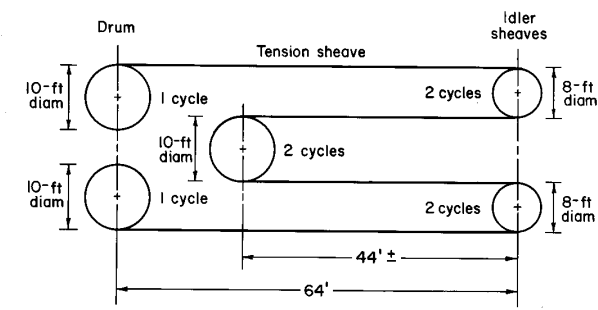 Drum
Idler
sheaves
Tension sheave
10-ft
diam
1 cycle
2 cycles
8-ft
diam
10-ft
diam
2 cycles
10-ft
diam
1 cycle
2 cycles
8-ft
diam
44' ±
64'